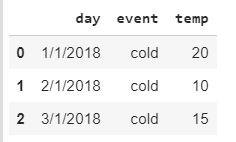 day event temp
0 1/1/2018 cold 20
1 2/1/2018 cold 10
2 3/1/2018 cold 15